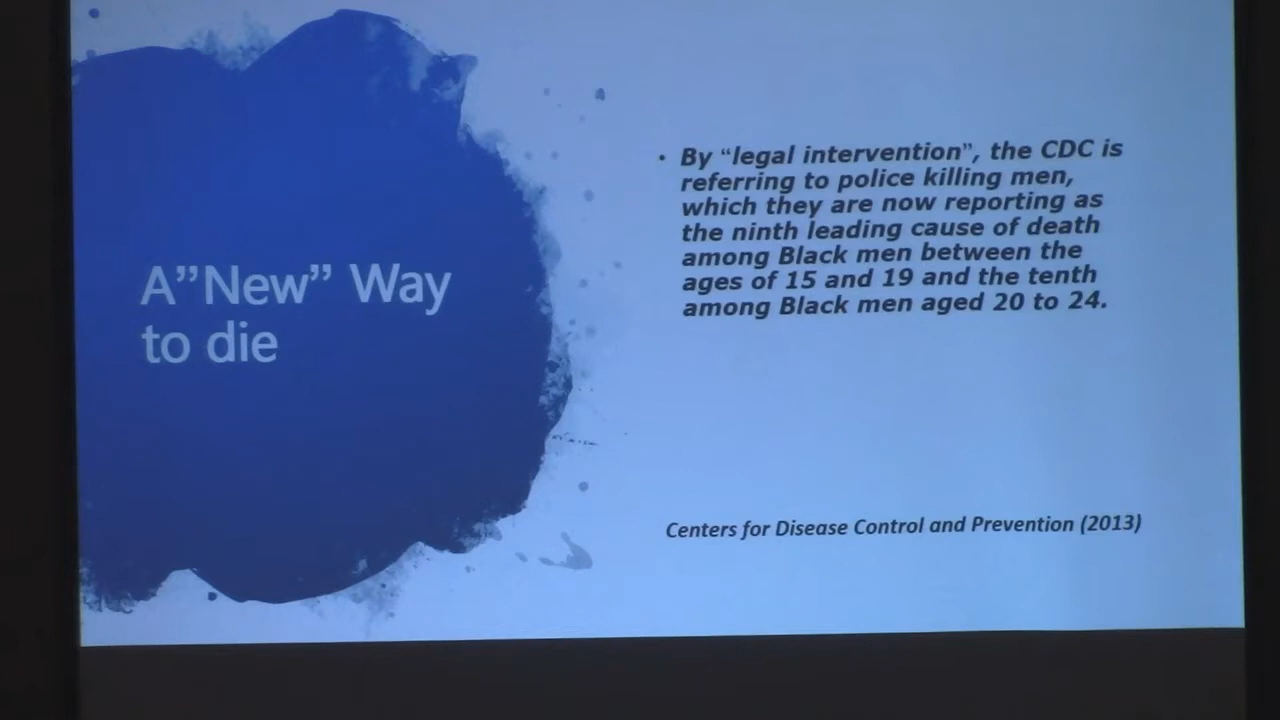 A”New” Way
to die
• By “legal intervention”, the CDC is
referring to police killing men,
which they are now reporting as
the ninth leading cause of death
among Black men between the
ages of 15 and 19 and the tenth
among Black men aged 20 to 24.
Centers for Disease Control and Prevention (2013)